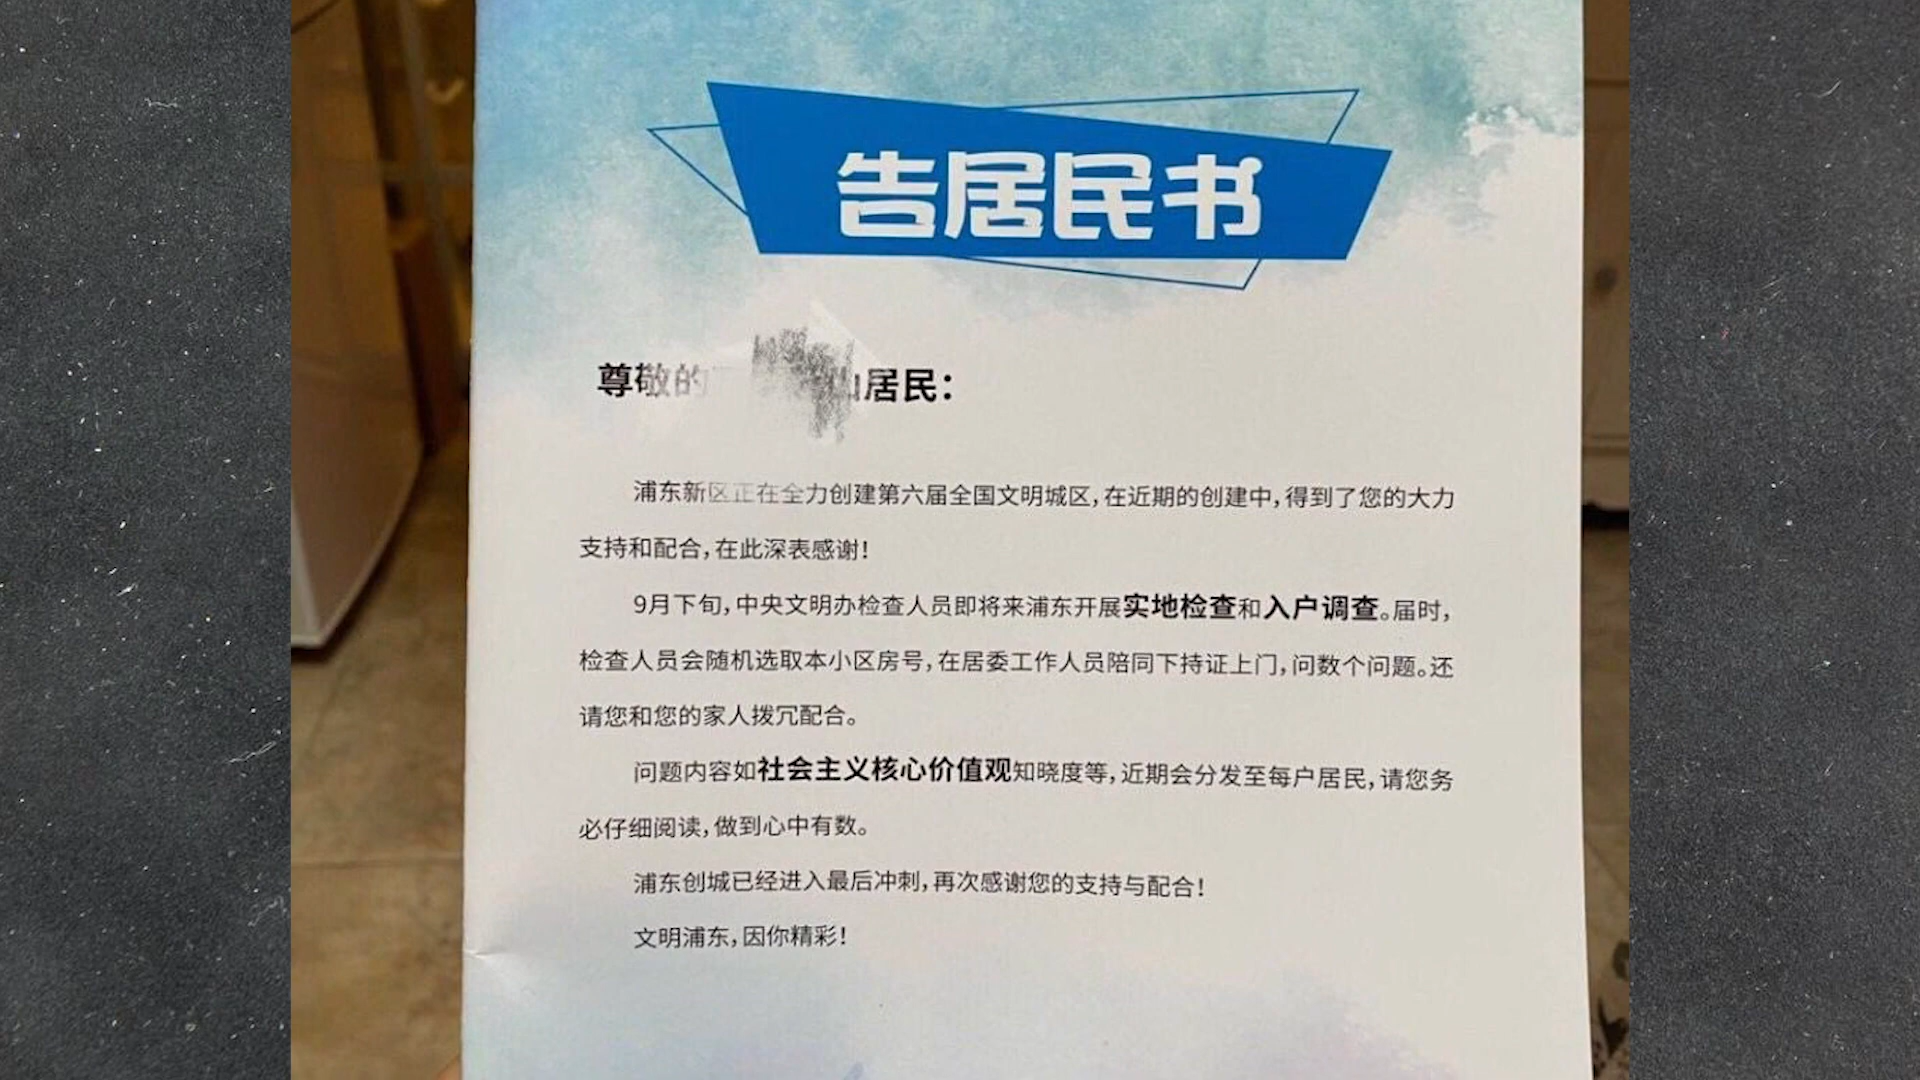 告居民书
尊敬的 山居民：
浦东新区正在全力创建第六届全国文明城区，在近期的创建中，得到了您的大力
支持和配合，在此深表感谢！
9月下旬，中央文明办检查人员即将来浦东开展实地检查和入户调查。届时，
检查人员会随机选取本小区房号，在居委工作人员陪同下持证上门，问数个问题。还
请您和您的家人拨冗配合。
问题内容如社会主义核心价值观知晓度等，近期会分发至每户居民，请您务
必仔细阅读，做到心中有数。
浦东创城已经进入最后冲刺，再次感谢您的支持与配合！
文明浦东，因你精彩！